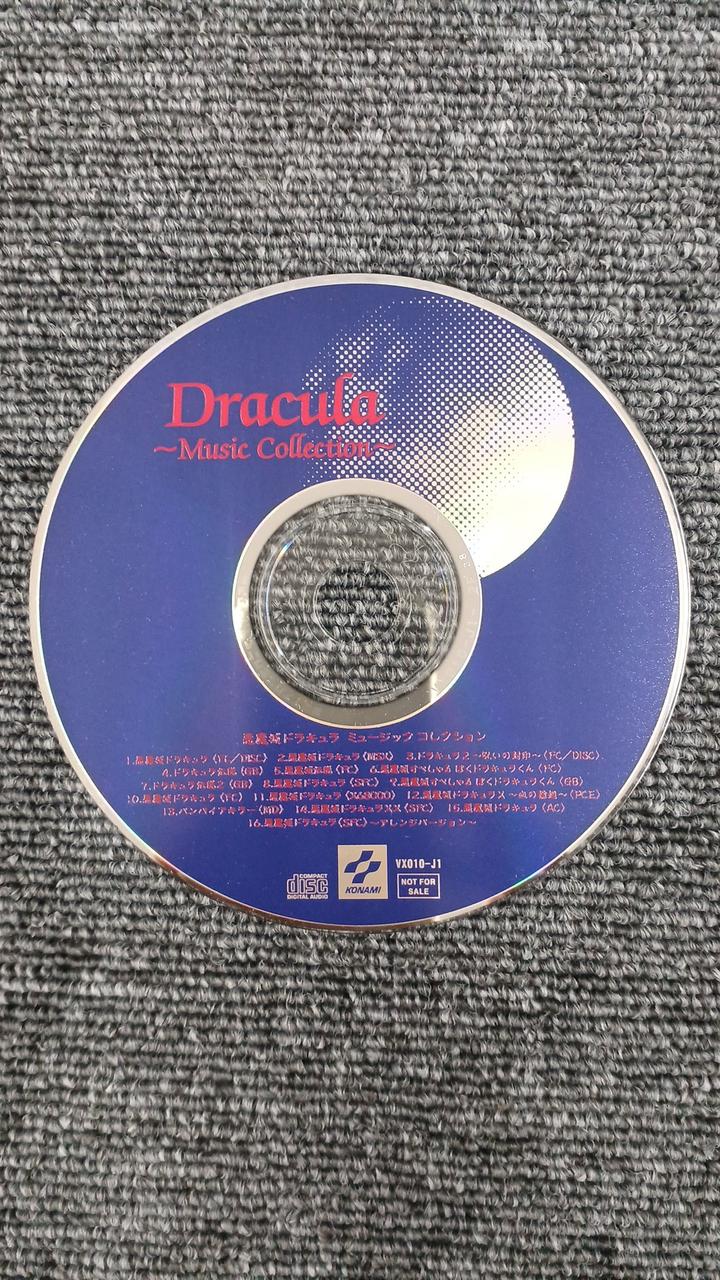 Dracula
~Music Collection~
悪魔城ドラキュラ ミュージック コレクション
1.悪魔城ドラキュラ(FC/DISC) 2.悪魔城ドラキュラ(MSX) 3.ドラキュラ2~呪いの封印~(FC/DISC)
4.ドラキュラ伝説(GB) 5.悪魔城伝説(FC) 6.悪魔城すぺしゃる ぼくドラキュラくん(FC)
7.ドラキュラ伝説2(GB) 8.悪魔城ドラキュラ(SFC) 9.悪魔城すぺしゃる ぼくドラキュラくん(GB)
10.悪魔城ドラキュラ(FC) 11.悪魔城ドラキュラ(X68000) 12.悪魔城ドラキュラX ~血の輪廻~(PCE)
13.バンパイアキラー(MD) 14.悪魔城ドラキュラXX(SFC) 15.悪魔城ドラキュラ(AC)
16.悪魔城ドラキュラ(SFC)~アレンジバージョン~
COMPACT
disc
DIGITAL AUDIO
KONAMI
VX010-J1
NOT FOR
SALE